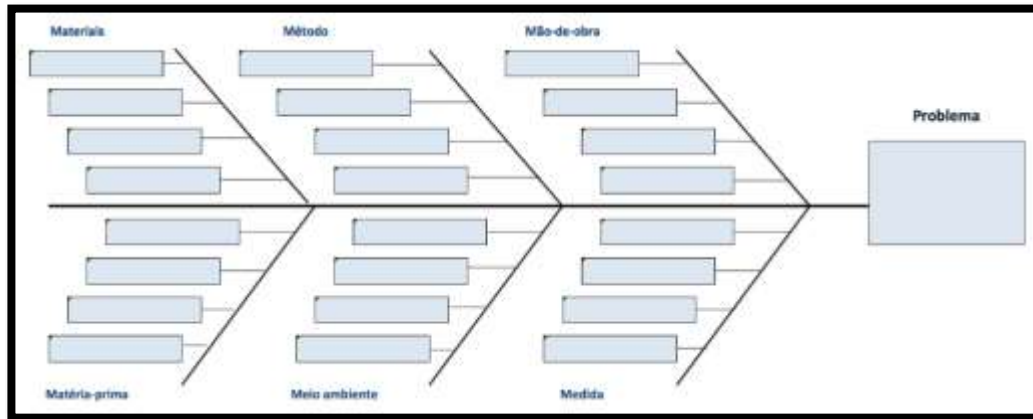 Materiais
Método
Mão-de-obra
Problema
Matéria-prima
Meio ambiente
Medida